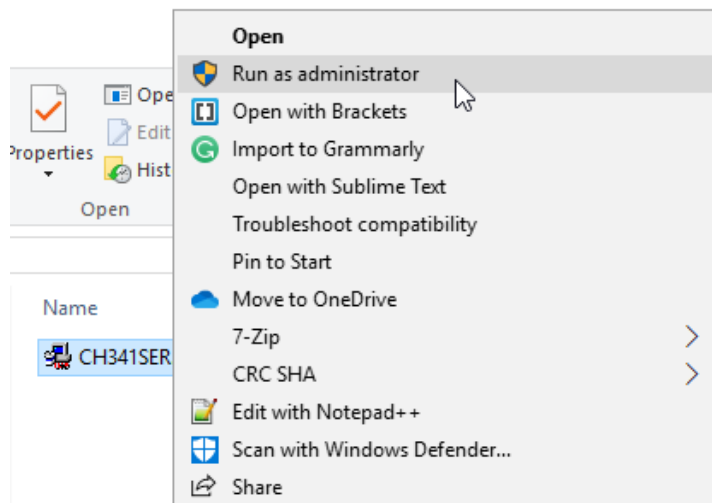 Open
Run as administrator
Open with Brackets
Import to Grammarly
Open with Sublime Text
Troubleshoot compatibility
Pin to Start
Move to OneDrive
7-Zip
CRC SHA
Edit with Notepad++
Scan with Windows Defender...
Share
Properties
Ope
Edit
Hist
Open
Name
CH341SER